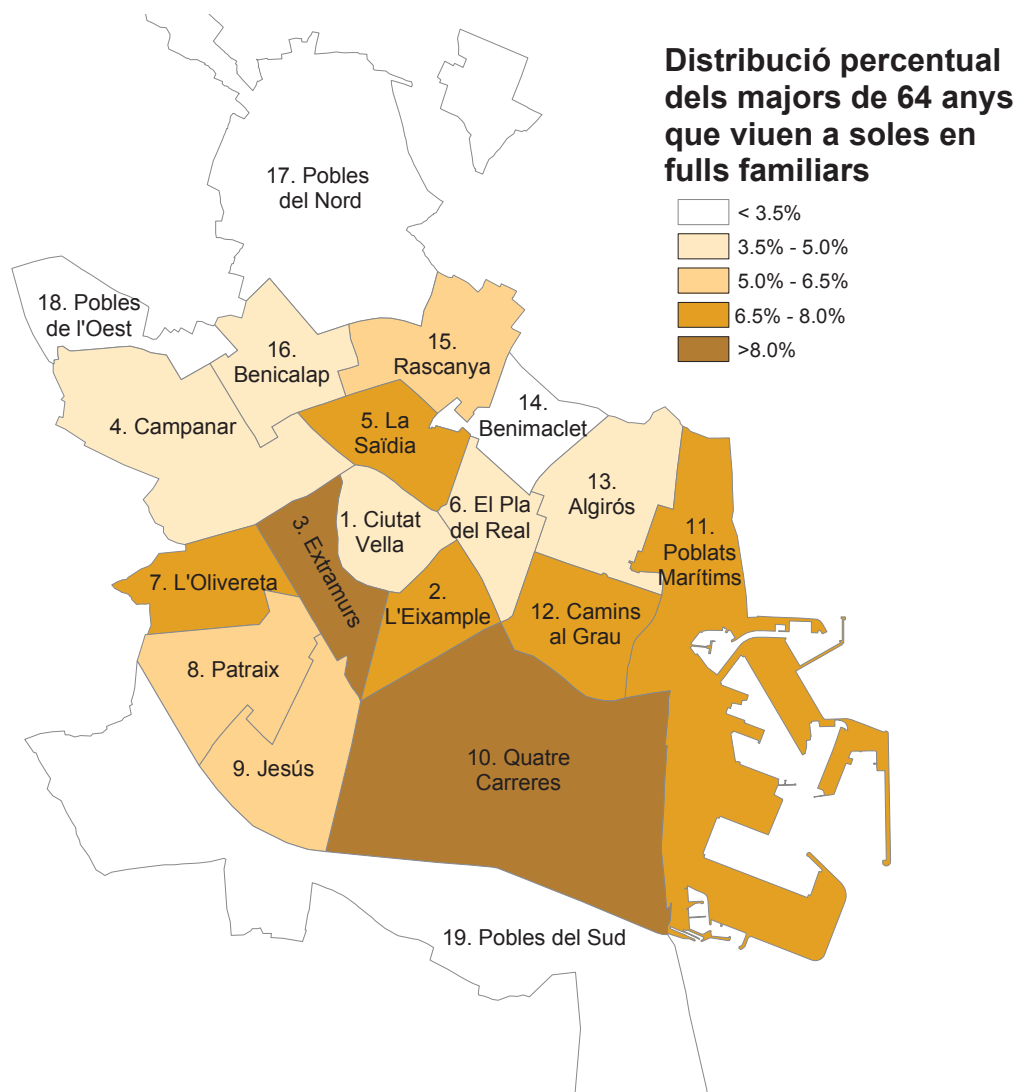 Distribució percentual
dels majors de 64 anys
que viuen a soles en
fulls familiars
< 3.5%
3.5% - 5.0%
5.0% - 6.5%
6.5% - 8.0%
>8.0%
17. Pobles
del Nord
18. Pobles
de l'Oest
16.
Benicalap
15.
Rascanya
14.
Benimaclet
4. Campanar
5. La
Saïdia
13.
Algirós
6. El Pla
del Real
1. Ciutat
Vella
3. Extramurs
11.
Poblats
Marítims
7. L'Olivereta
2.
L'Eixample
12. Camins
al Grau
8. Patraix
9. Jesús
10. Quatre
Carreres
19. Pobles del Sud